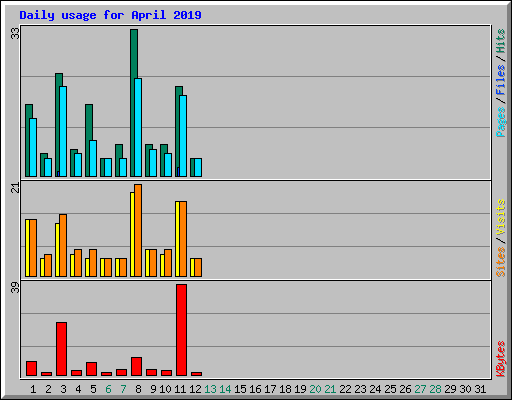 Daily usage for April 2019
33
Pages / Files / Hits
21
Sites / Visits
39
KBytes
1 2 3 4 5 6 7 8 9 10 11 12 13 14 15 16 17 18 19 20 21 22 23 24 25 26 27 28 29 30 31